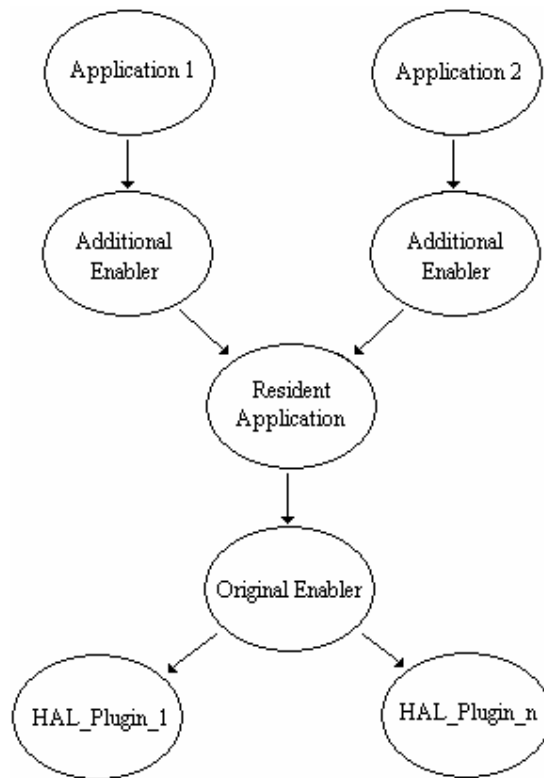 Application 1
Application 2
Additional
Enabler
Additional
Enabler
Resident
Application
Original Enabler
HAL_Plugin_1
HAL_Plugin_n